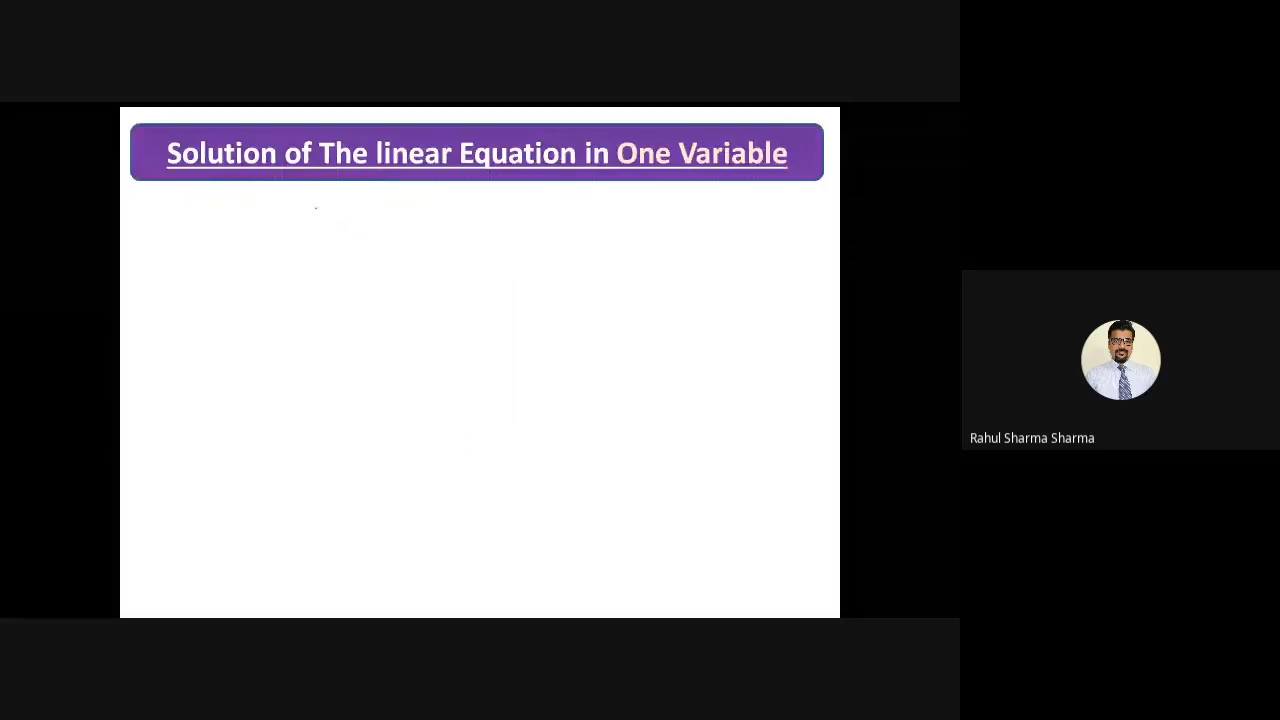 Solution of The linear Equation in One Variable
Rahul Sharma Sharma